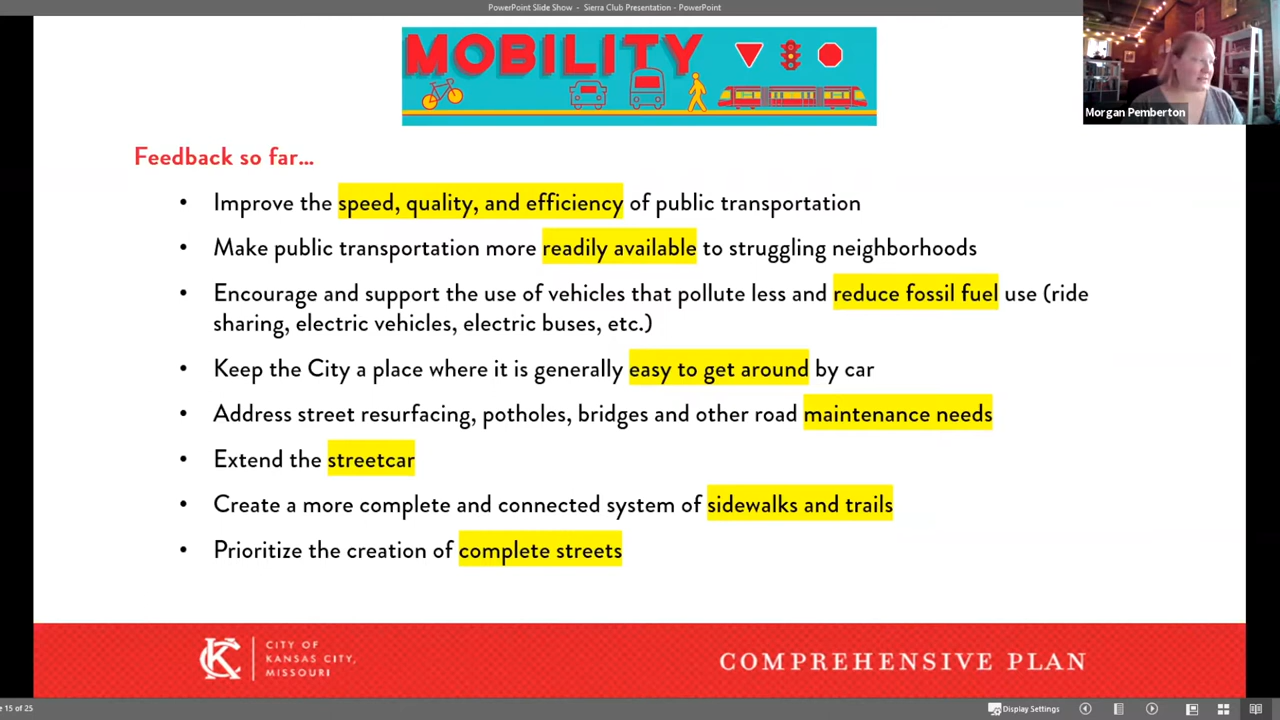 PowerPoint Slide Show - Sierra Club Presentation - PowerPoint
MOBILITY
Morgan Pemberton
Feedback so far...
• Improve the speed, quality, and efficiency of public transportation
• Make public transportation more readily available to struggling neighborhoods
• Encourage and support the use of vehicles that pollute less and reduce fossil fuel use (ride
sharing, electric vehicles, electric buses, etc.)
• Keep the City a place where it is generally easy to get around by car
• Address street resurfacing, potholes, bridges and other road maintenance needs
• Extend the streetcar
• Create a more complete and connected system of sidewalks and trails
• Prioritize the creation of complete streets
KC
CITY OF
KANSAS CITY,
MISSOURI
COMPREHENSIVE PLAN
e 15 of 25
Display Settings